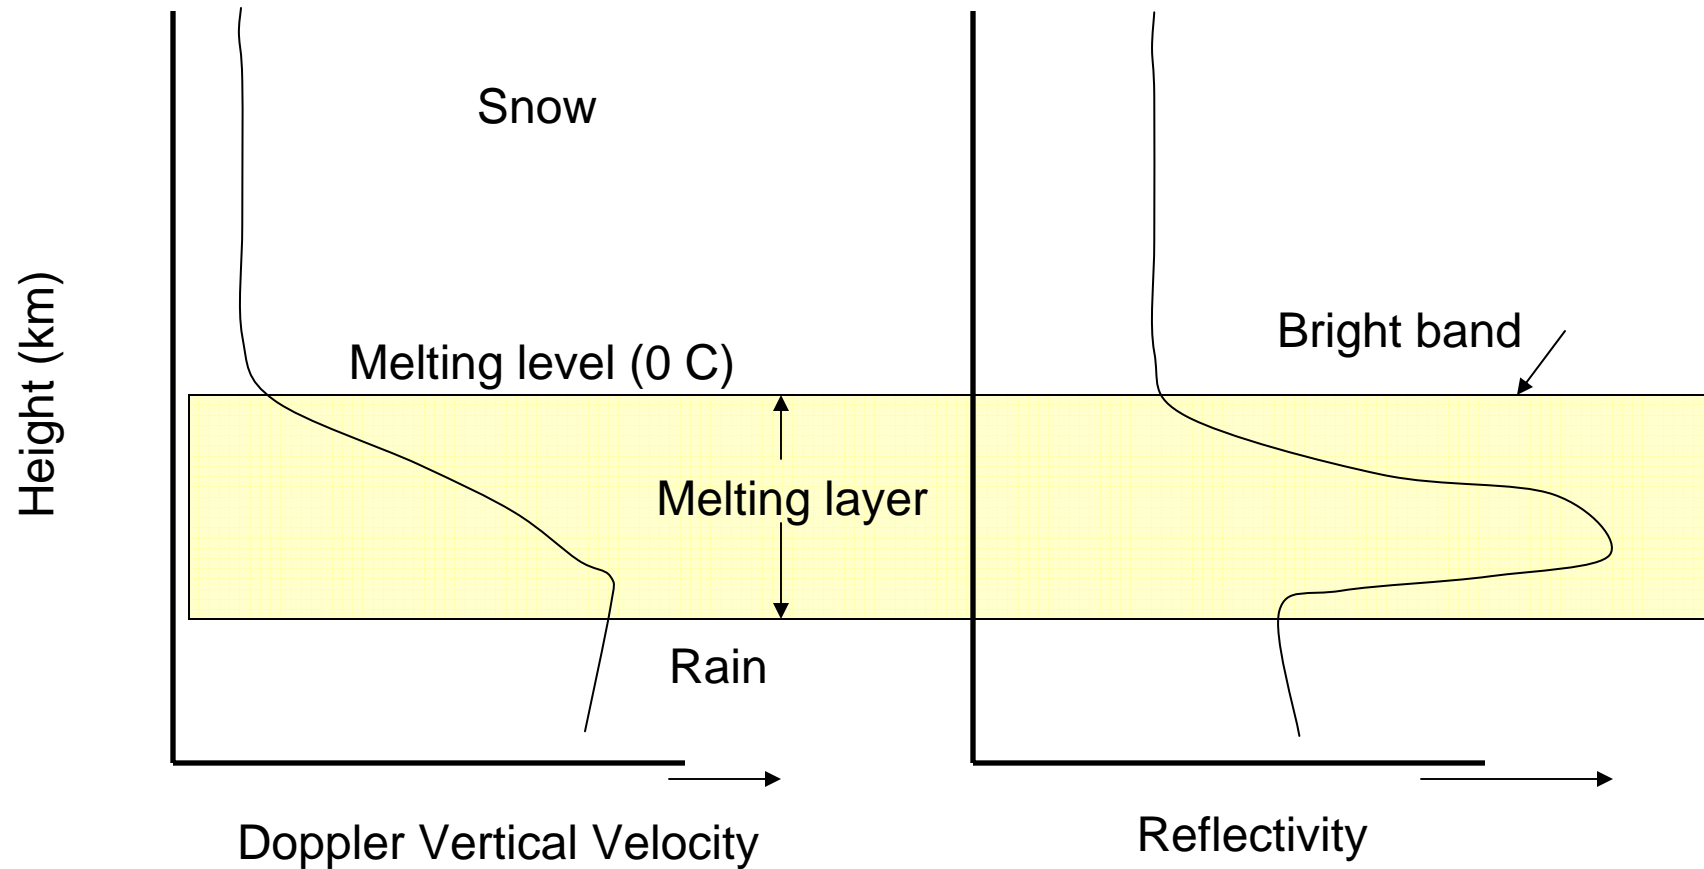 Snow
Height (km)
Bright band
Melting level (0 C)
Melting layer
Rain
Doppler Vertical Velocity
Reflectivity